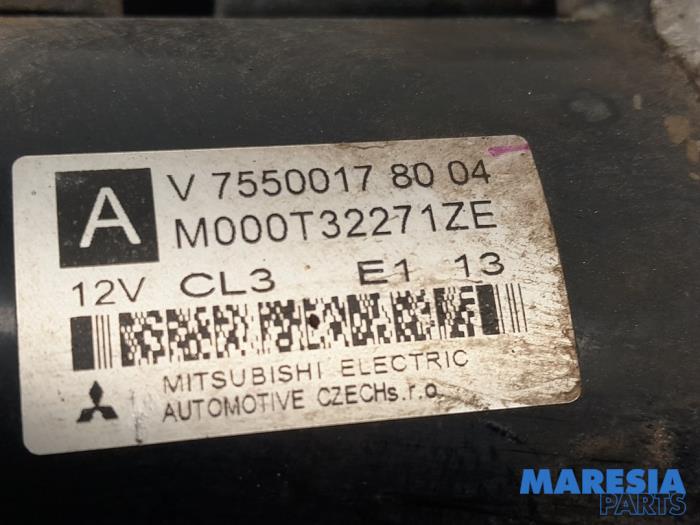 A
V 7550017 80 04
M000T32271ZE
12V CL3 E1 13
MITSUBISHI ELECTRIC
AUTOMOTIVE CZECHs.r.o.
MARESIA
PARTS